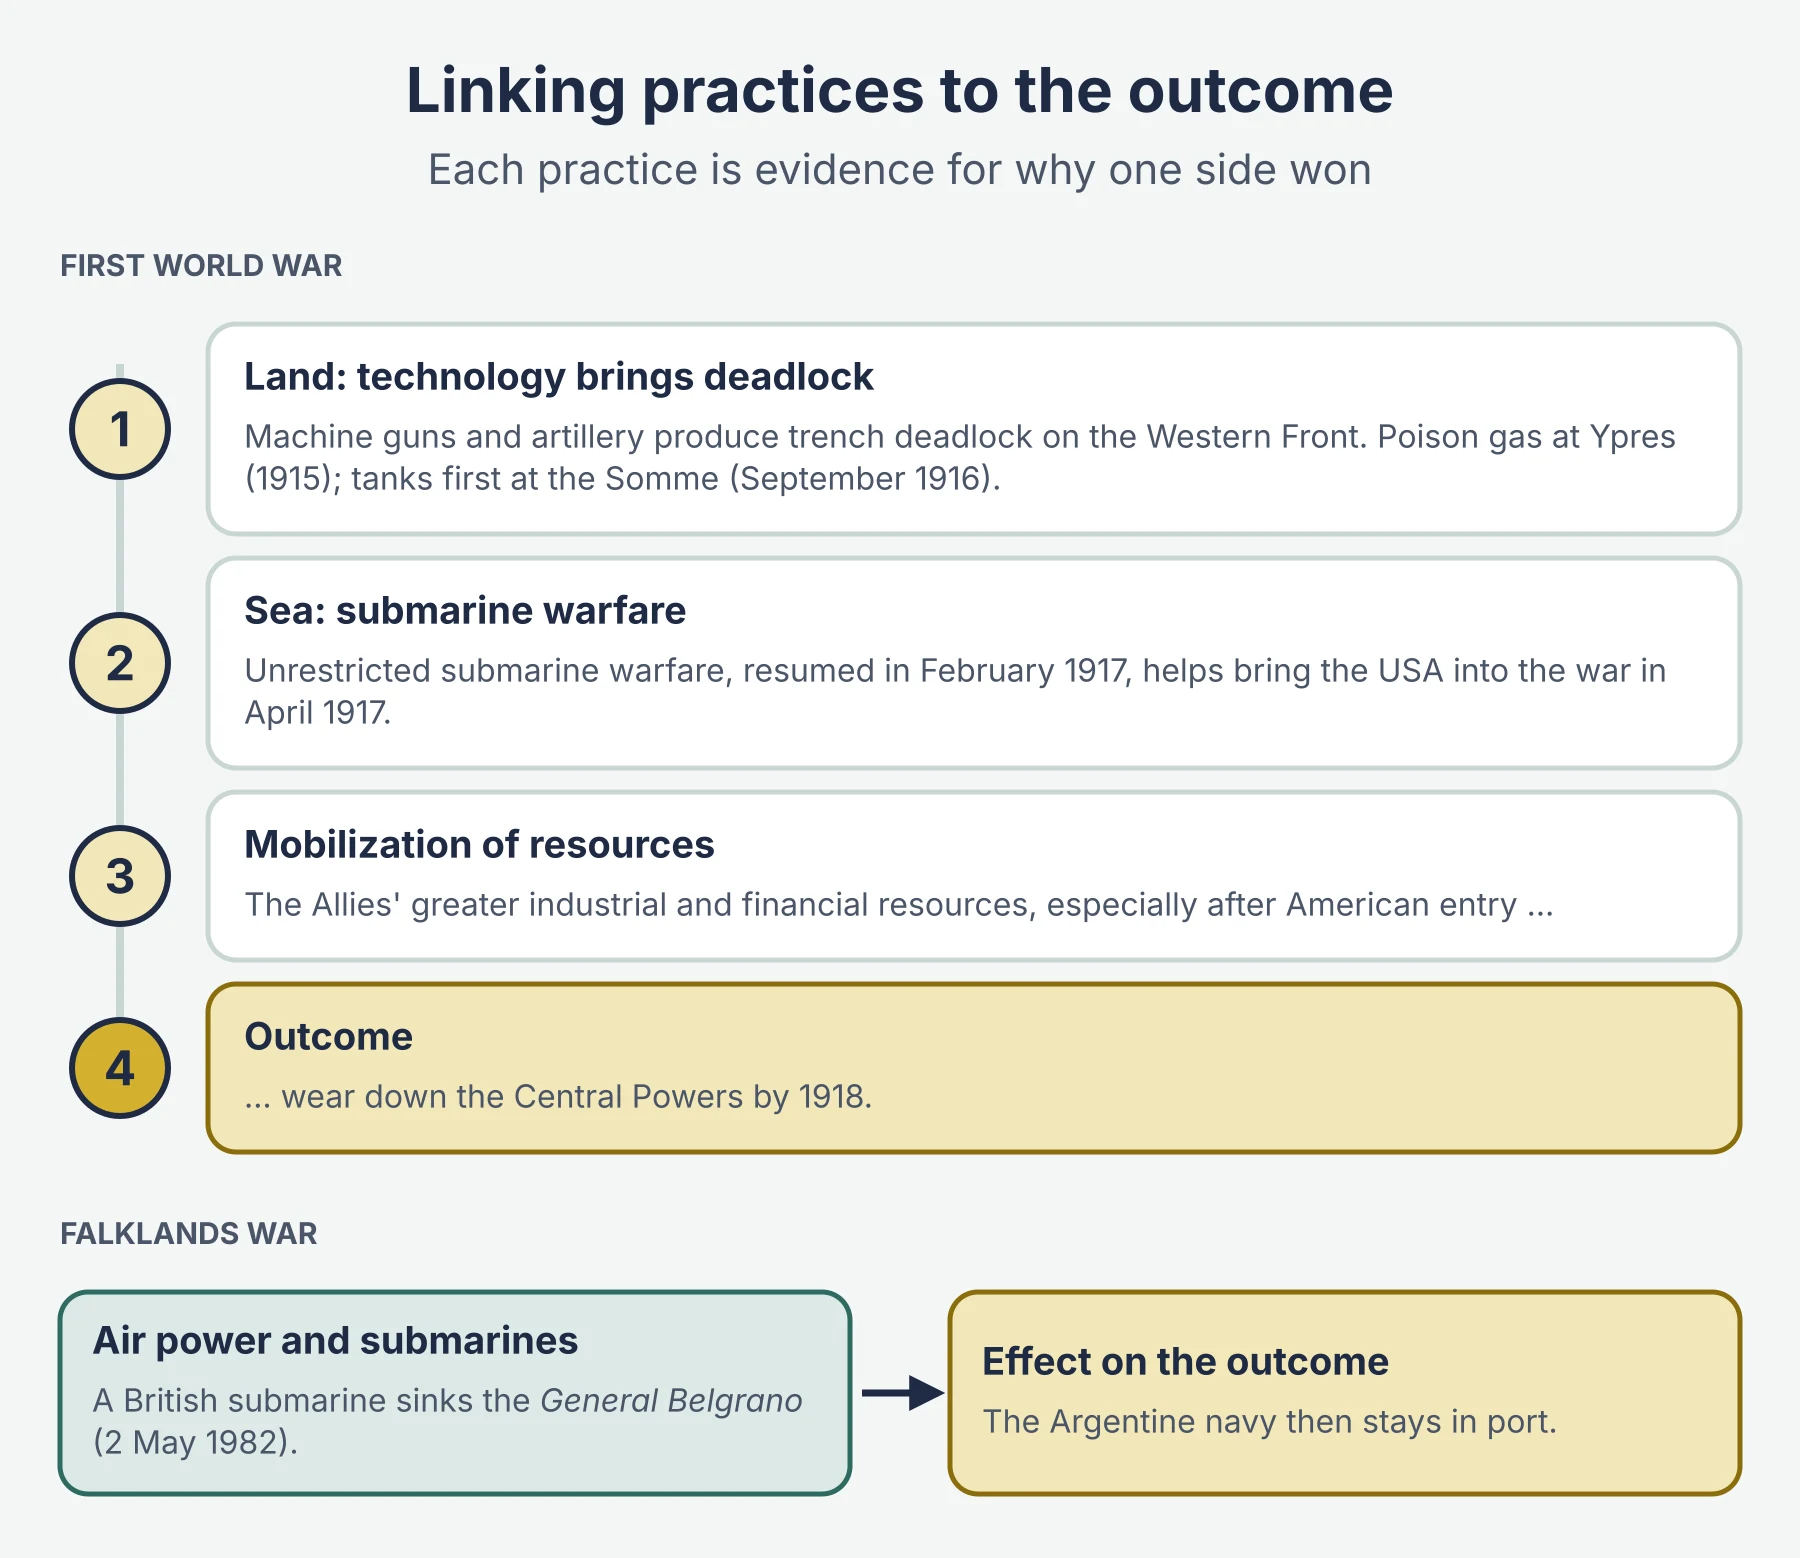 Linking practices to the outcome
Each practice is evidence for why one side won
FIRST WORLD WAR
1
Land: technology brings deadlock
Machine guns and artillery produce trench deadlock on the Western Front. Poison gas at Ypres
(1915); tanks first at the Somme (September 1916).
2
Sea: submarine warfare
Unrestricted submarine warfare, resumed in February 1917, helps bring the USA into the war in
April 1917.
3
Mobilization of resources
The Allies' greater industrial and financial resources, especially after American entry ...
4
Outcome
... wear down the Central Powers by 1918.
FALKLANDS WAR
Air power and submarines
A British submarine sinks the General Belgrano
(2 May 1982).
Effect on the outcome
The Argentine navy then stays in port.